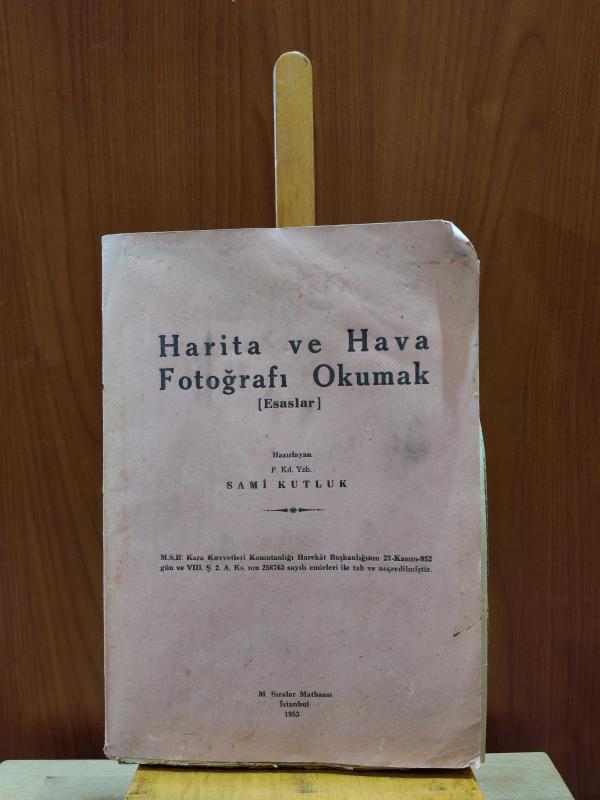 Harita ve Hava
Fotoğrafı Okumak
[Esaslar]
Hazırlayan
P. Kd. Yzb.
SAMİ KUTLUK
M.S.B. Kara Kuvvetleri Komutanlığı Harekât Başkanlığının 27-Kasım-952
gün ve VIII. Ş. 2. A. Ks. nın 256763 sayılı emirleri ile tab ve neşredilmiştir.
M. Sıralar Matbaası
İstanbul
1953